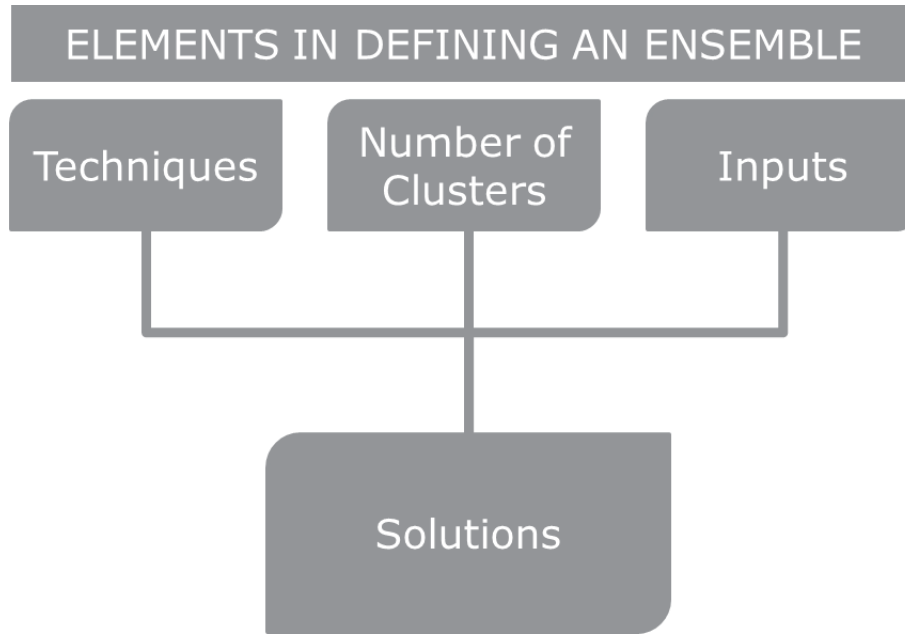 ELEMENTS IN DEFINING AN ENSEMBLE
Techniques
Number of
Clusters
Inputs
Solutions